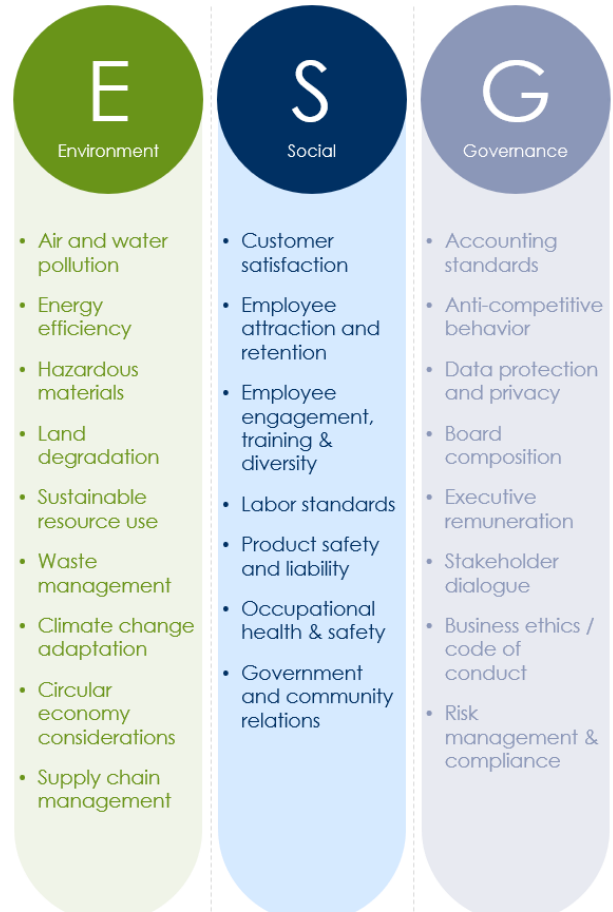 E
Environment
• Air and water
pollution
• Energy
efficiency
• Hazardous
materials
• Land
degradation
• Sustainable
resource use
• Waste
management
• Climate change
adaptation
• Circular
economy
considerations
• Supply chain
management
S
Social
• Customer
satisfaction
• Employee
attraction and
retention
• Employee
engagement,
training &
diversity
• Labor standards
• Product safety
and liability
• Occupational
health & safety
• Government
and community
relations
G
Governance
• Accounting
standards
• Anti-competitive
behavior
• Data protection
and privacy
• Board
composition
• Executive
remuneration
• Stakeholder
dialogue
• Business ethics /
code of
conduct
• Risk
management &
compliance